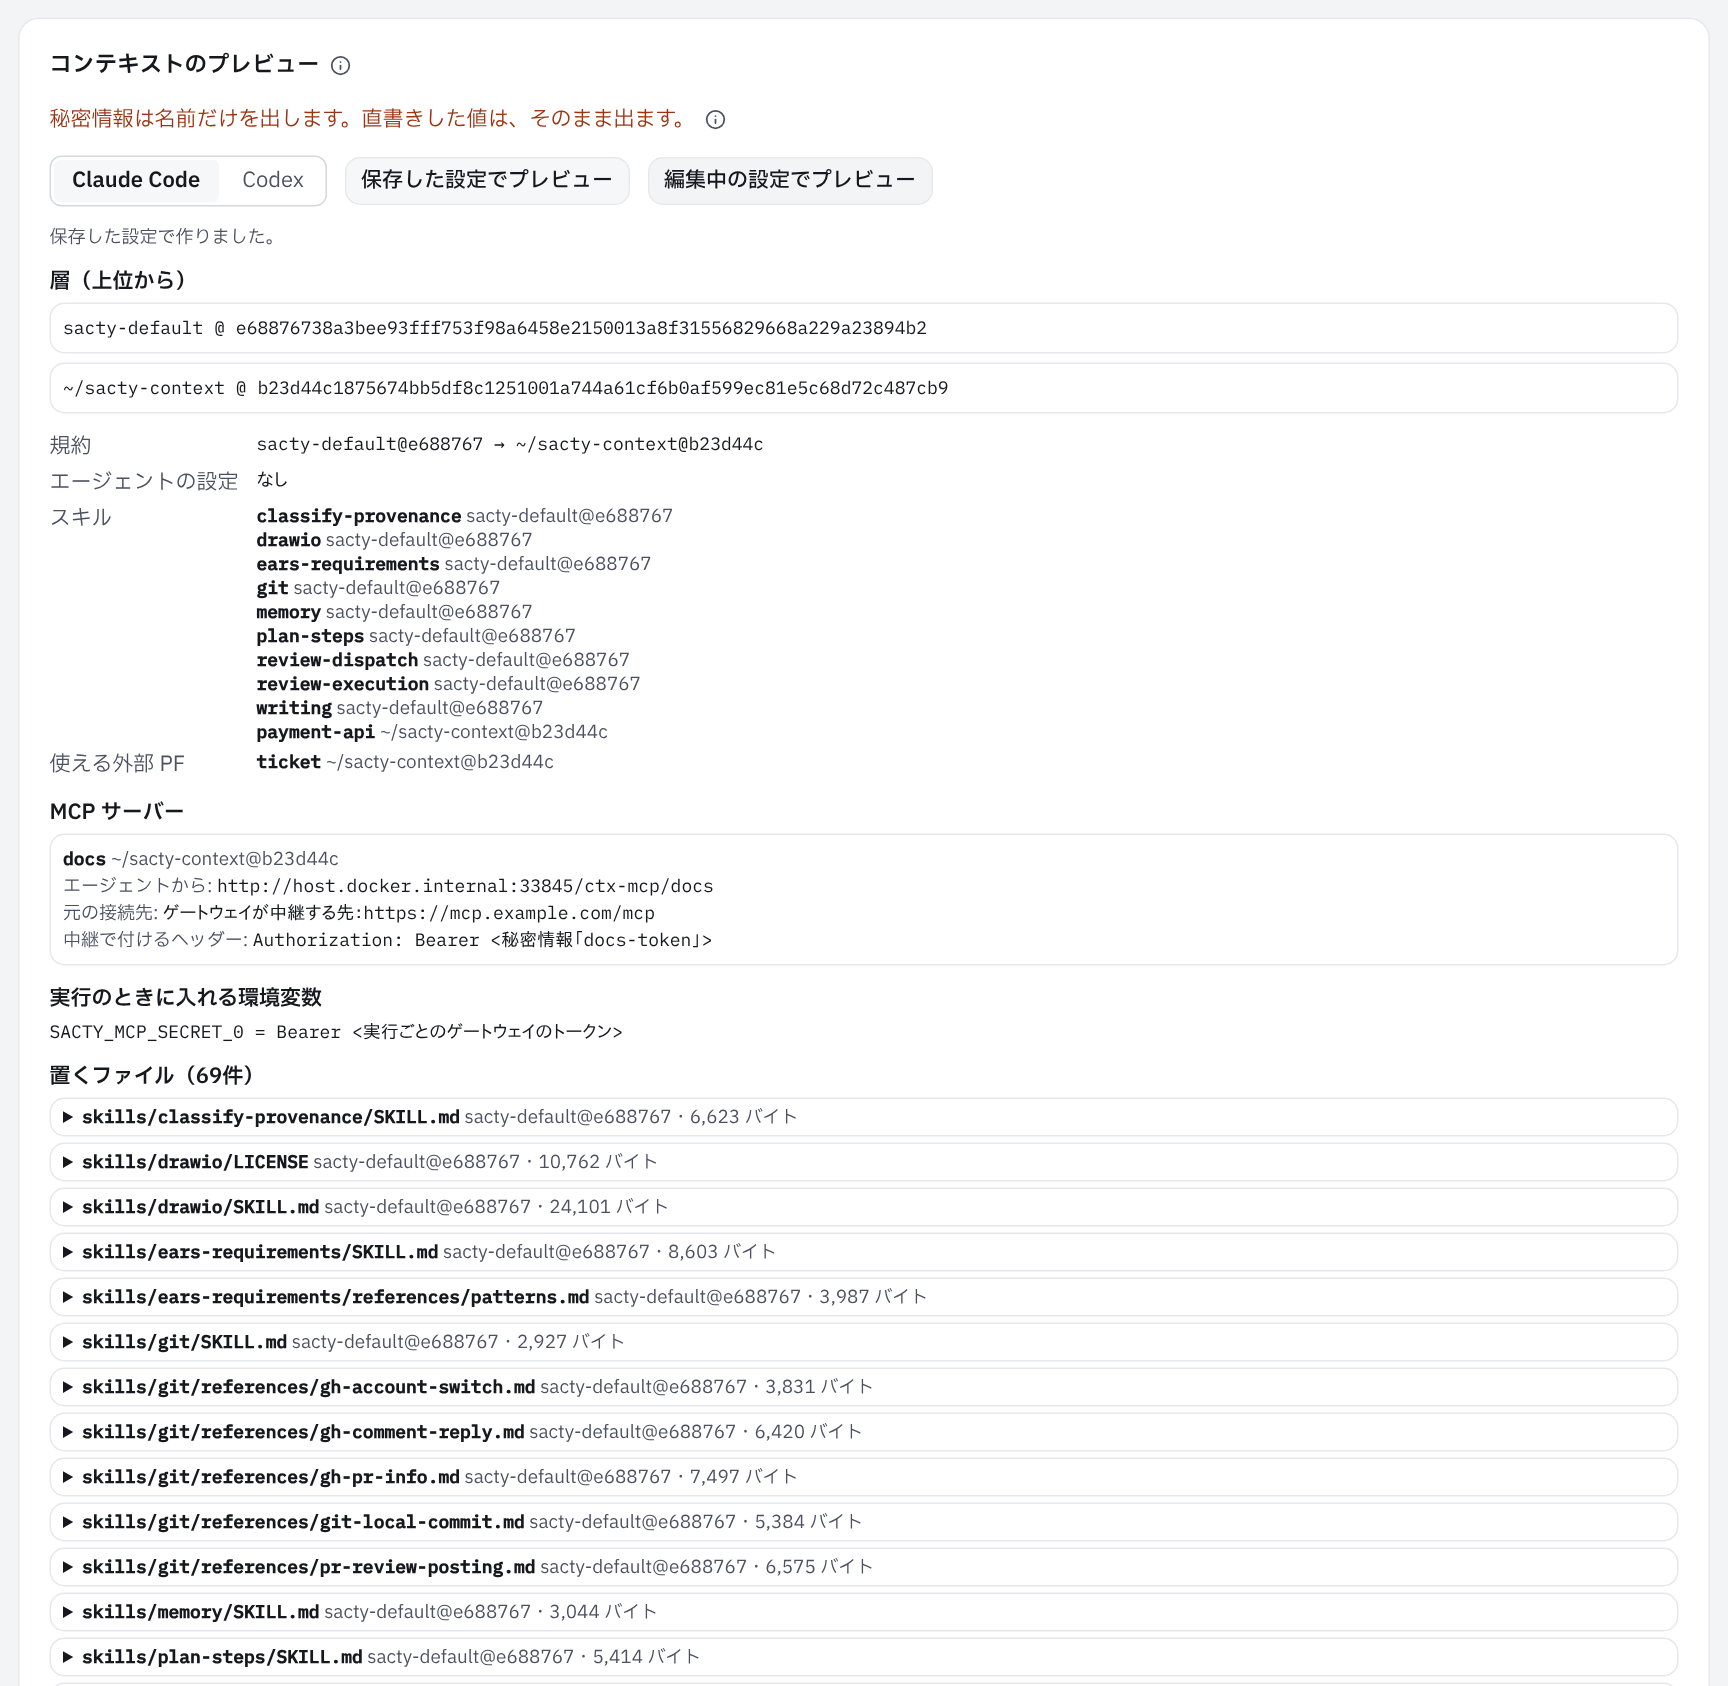 コンテキストのプレビュー
秘密情報は名前だけを出します。直書きした値は、そのまま出ます。
Claude Code Codex 保存した設定でプレビュー 編集中の設定でプレビュー
保存した設定で作りました。
層（上位から）
sacty-default @ e68876738a3bee93fff753f98a6458e2150013a8f31556829668a229a23894b2
~/sacty-context @ b23d44c1875674bb5df8c1251001a744a61cf6b0af599ec81e5c68d72c487cb9
規約 sacty-default@e688767 → ~/sacty-context@b23d44c
エージェントの設定 なし
スキル classify-provenance sacty-default@e688767
drawio sacty-default@e688767
ears-requirements sacty-default@e688767
git sacty-default@e688767
memory sacty-default@e688767
plan-steps sacty-default@e688767
review-dispatch sacty-default@e688767
review-execution sacty-default@e688767
writing sacty-default@e688767
payment-api ~/sacty-context@b23d44c
使える外部 PF ticket ~/sacty-context@b23d44c
MCP サーバー
docs ~/sacty-context@b23d44c
エージェントから: http://host.docker.internal:33845/ctx-mcp/docs
元の接続先: ゲートウェイが中継する先:https://mcp.example.com/mcp
中継で付けるヘッダー: Authorization: Bearer <秘密情報「docs-token」>
実行のときに入れる環境変数
SACTY_MCP_SECRET_0 = Bearer <実行ごとのゲートウェイのトークン>
置くファイル（69件）
▶ skills/classify-provenance/SKILL.md sacty-default@e688767 · 6,623 バイト
▶ skills/drawio/LICENSE sacty-default@e688767 · 10,762 バイト
▶ skills/drawio/SKILL.md sacty-default@e688767 · 24,101 バイト
▶ skills/ears-requirements/SKILL.md sacty-default@e688767 · 8,603 バイト
▶ skills/ears-requirements/references/patterns.md sacty-default@e688767 · 3,987 バイト
▶ skills/git/SKILL.md sacty-default@e688767 · 2,927 バイト
▶ skills/git/references/gh-account-switch.md sacty-default@e688767 · 3,831 バイト
▶ skills/git/references/gh-comment-reply.md sacty-default@e688767 · 6,420 バイト
▶ skills/git/references/gh-pr-info.md sacty-default@e688767 · 7,497 バイト
▶ skills/git/references/git-local-commit.md sacty-default@e688767 · 5,384 バイト
▶ skills/git/references/pr-review-posting.md sacty-default@e688767 · 6,575 バイト
▶ skills/memory/SKILL.md sacty-default@e688767 · 3,044 バイト
▶ skills/plan-steps/SKILL.md sacty-default@e688767 · 5,414 バイト